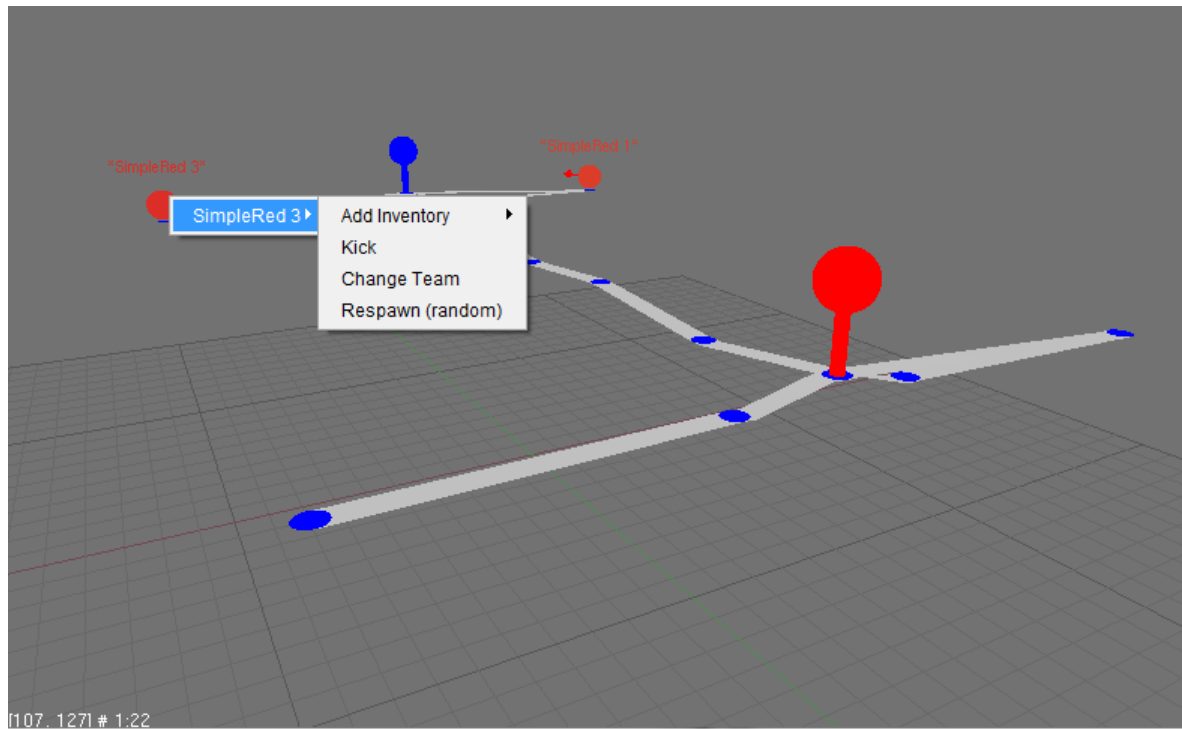 "SimpleRed 1"
"SimpleRed 3"
SimpleRed 3
Add Inventory
Kick
Change Team
Respawn (random)
[107, 127] # 1:22